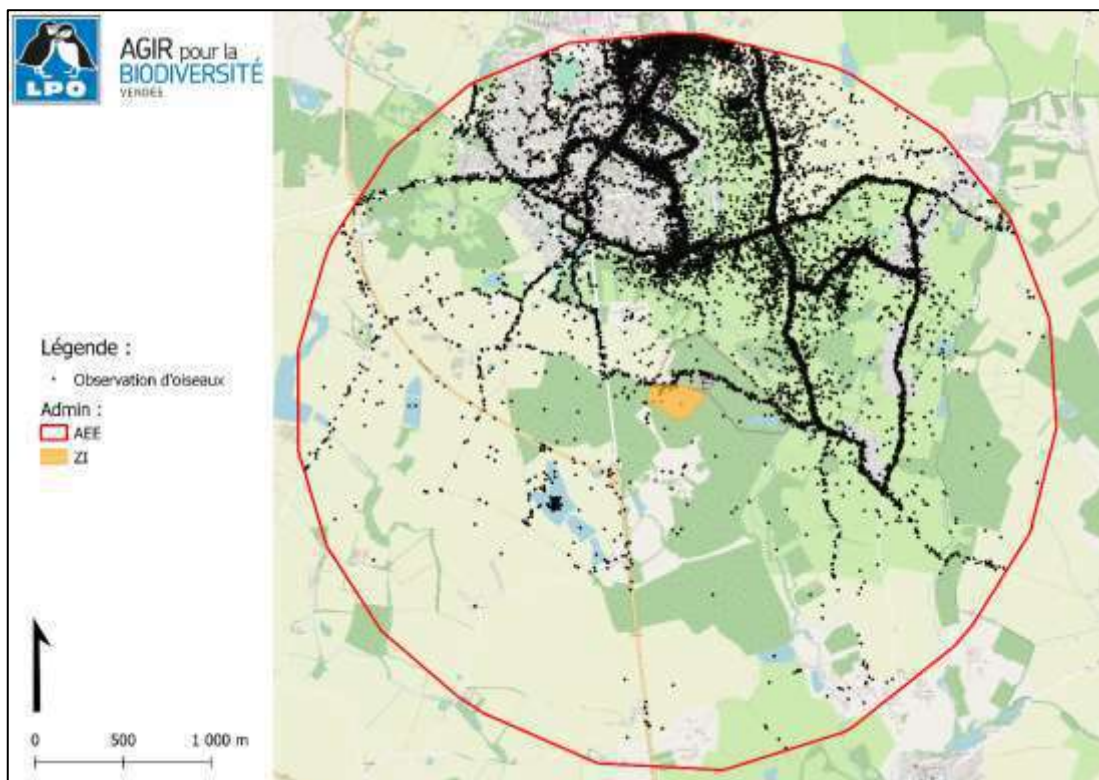 LPO
AGIR pour la
BIODIVERSITÉ
VENDÉE
Légende :
Observation d'oiseaux
Admin :
AEE
ZI
0 500 1 000 m